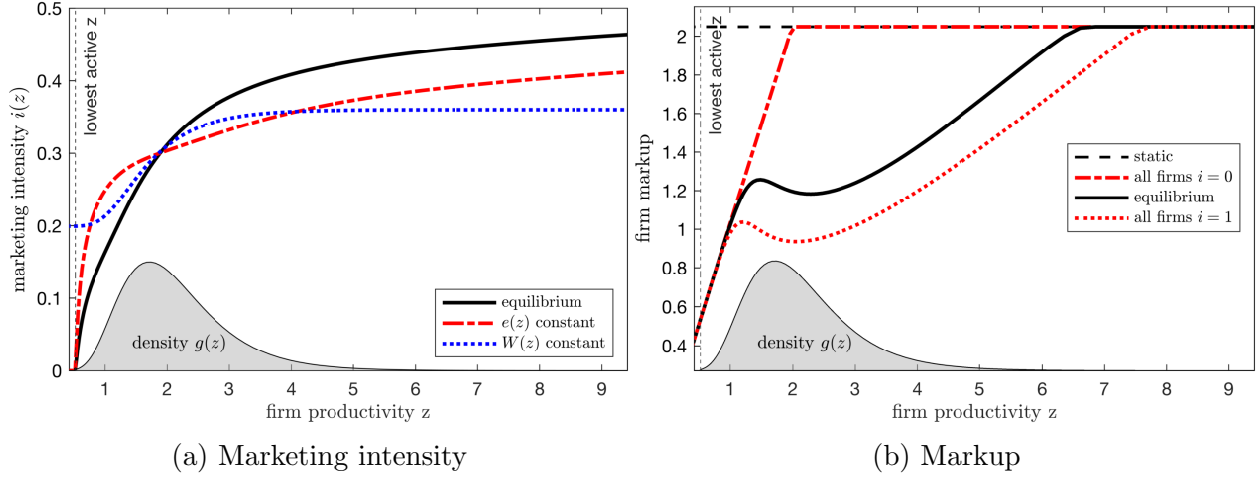 0.5
0.4
0.3
0.2
0.1
0
marketing intensity i(z)
lowest active z
equilibrium
e(z) constant
W(z) constant
density g(z)
1 2 3 4 5 6 7 8 9
firm productivity z
(a) Marketing intensity
2
1.8
1.6
1.4
1.2
1
0.8
0.6
0.4
firm markup
lowest active z
static
all firms i = 0
equilibrium
all firms i = 1
density g(z)
1 2 3 4 5 6 7 8 9
firm productivity z
(b) Markup